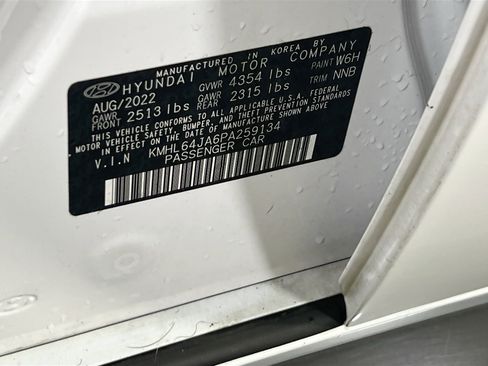 MANUFACTURED IN KOREA BY
HYUNDAI MOTOR COMPANY
AUG/2022 GVWR 4354 lbs PAINT W6H
GAWR FRONT 2513 lbs GAWR REAR 2315 lbs TRIM NNB
THIS VEHICLE CONFORMS TO ALL APPLICABLE U.S.A. FEDERAL
MOTOR VEHICLE SAFETY, BUMPER, AND THEFT PREVENTION STANDARDS
IN EFFECT ON THE DATE OF MANUFACTURE SHOWN ABOVE.
V.I.N KMHL64JA6PA259134
PASSENGER CAR